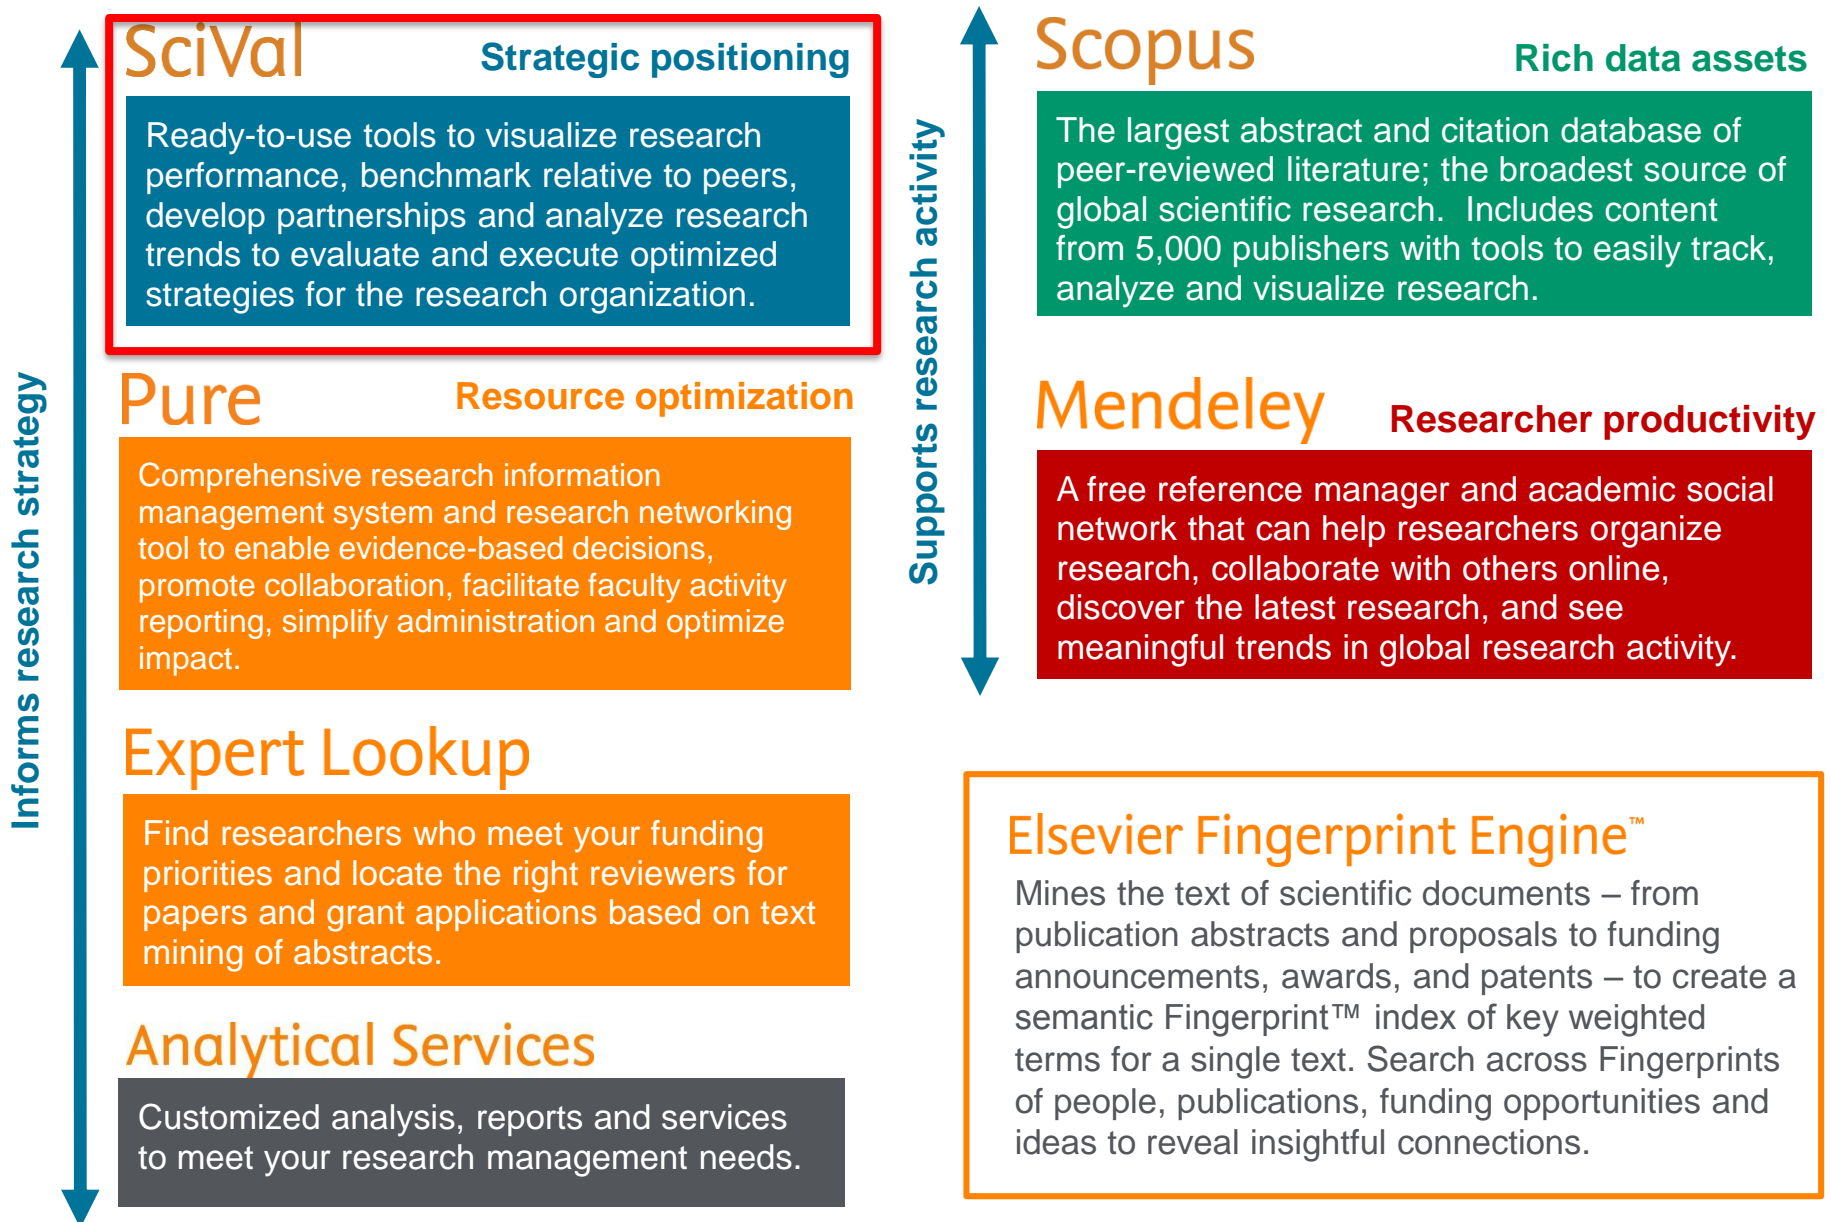 Informs research strategy
SciVal
Strategic positioning
Ready-to-use tools to visualize research
performance, benchmark relative to peers,
develop partnerships and analyze research
trends to evaluate and execute optimized
strategies for the research organization.
Pure
Resource optimization
Comprehensive research information
management system and research networking
tool to enable evidence-based decisions,
promote collaboration, facilitate faculty activity
reporting, simplify administration and optimize
impact.
Expert Lookup
Find researchers who meet your funding
priorities and locate the right reviewers for
papers and grant applications based on text
mining of abstracts.
Analytical Services
Customized analysis, reports and services
to meet your research management needs.
Supports research activity
Scopus
Rich data assets
The largest abstract and citation database of
peer-reviewed literature; the broadest source of
global scientific research.  Includes content
from 5,000 publishers with tools to easily track,
analyze and visualize research.
Mendeley
Researcher productivity
A free reference manager and academic social
network that can help researchers organize
research, collaborate with others online,
discover the latest research, and see
meaningful trends in global research activity.
Elsevier Fingerprint Engine™
Mines the text of scientific documents – from
publication abstracts and proposals to funding
announcements, awards, and patents – to create a
semantic Fingerprint™ index of key weighted
terms for a single text. Search across Fingerprints
of people, publications, funding opportunities and
ideas to reveal insightful connections.